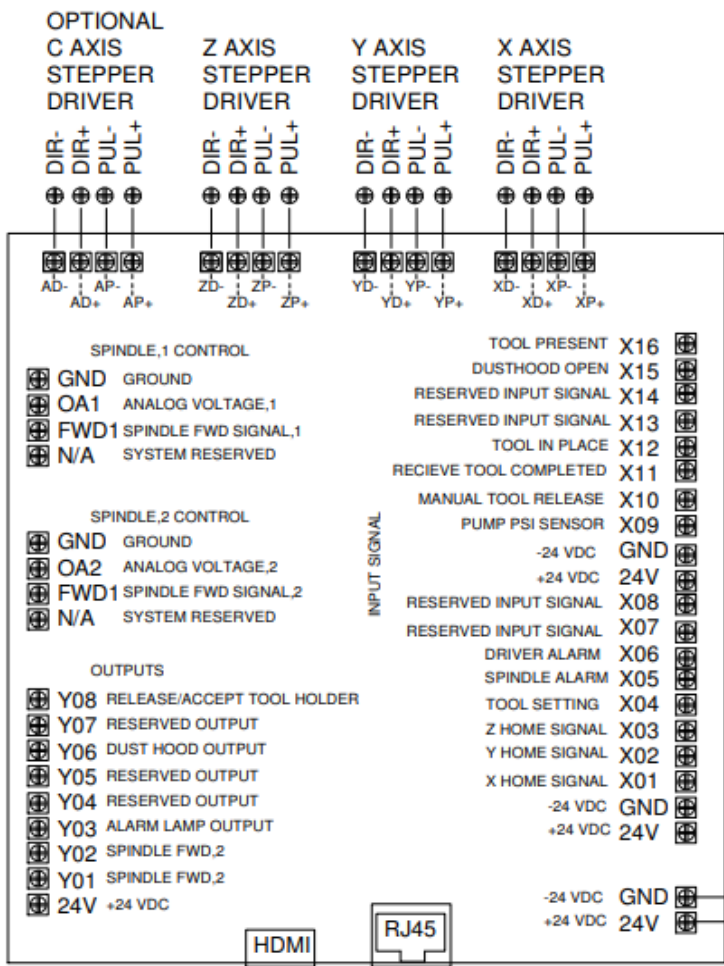 OPTIONAL
C AXIS
STEPPER
DRIVER
Z AXIS
STEPPER
DRIVER
Y AXIS
STEPPER
DRIVER
X AXIS
STEPPER
DRIVER
DIR- DIR+ PUL- PUL+
DIR- DIR+ PUL- PUL+
DIR- DIR+ PUL- PUL+
DIR- DIR+ PUL- PUL+
AD- AD+ AP- AP+
ZD- ZD+ ZP- ZP+
YD- YD+ YP- YP+
XD- XD+ XP- XP+
SPINDLE,1 CONTROL
GND GROUND
OA1 ANALOG VOLTAGE,1
FWD1 SPINDLE FWD SIGNAL,1
N/A SYSTEM RESERVED
SPINDLE,2 CONTROL
GND GROUND
OA2 ANALOG VOLTAGE,2
FWD1 SPINDLE FWD SIGNAL,2
N/A SYSTEM RESERVED
OUTPUTS
Y08 RELEASE/ACCEPT TOOL HOLDER
Y07 RESERVED OUTPUT
Y06 DUST HOOD OUTPUT
Y05 RESERVED OUTPUT
Y04 RESERVED OUTPUT
Y03 ALARM LAMP OUTPUT
Y02 SPINDLE FWD,2
Y01 SPINDLE FWD,2
24V +24 VDC
INPUT SIGNAL
TOOL PRESENT X16
DUSTHOOD OPEN X15
RESERVED INPUT SIGNAL X14
RESERVED INPUT SIGNAL X13
TOOL IN PLACE X12
RECIEVE TOOL COMPLETED X11
MANUAL TOOL RELEASE X10
PUMP PSI SENSOR X09
-24 VDC GND
+24 VDC 24V
RESERVED INPUT SIGNAL X08
RESERVED INPUT SIGNAL X07
DRIVER ALARM X06
SPINDLE ALARM X05
TOOL SETTING X04
Z HOME SIGNAL X03
Y HOME SIGNAL X02
X HOME SIGNAL X01
-24 VDC GND
+24 VDC 24V
-24 VDC GND
+24 VDC 24V
HDMI
RJ45